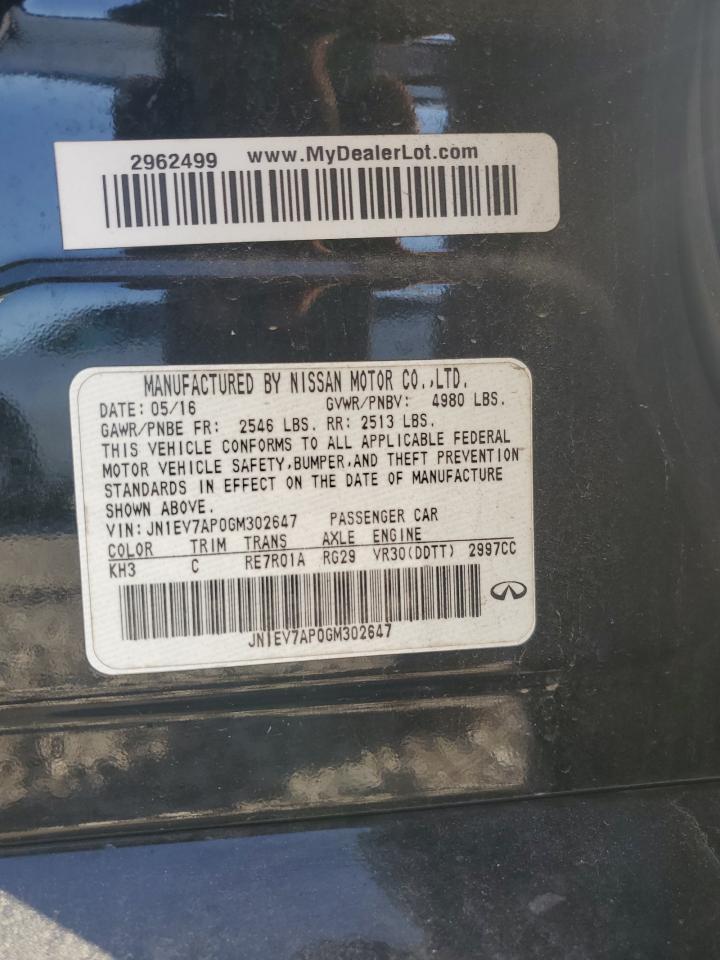 2962499 www.MyDealerLot.com
MANUFACTURED BY NISSAN MOTOR CO.,LTD.
DATE: 05/16 GVWR/PNBV: 4980 LBS.
GAWR/PNBE FR: 2546 LBS. RR: 2513 LBS.
THIS VEHICLE CONFORMS TO ALL APPLICABLE FEDERAL
MOTOR VEHICLE SAFETY,BUMPER,AND THEFT PREVENTION
STANDARDS IN EFFECT ON THE DATE OF MANUFACTURE
SHOWN ABOVE.
VIN: JN1EV7AP0GM302647 PASSENGER CAR
COLOR TRIM TRANS AXLE ENGINE
KH3 C RE7R01A RG29 VR30(DDTT) 2997CC
JN1EV7AP0GM302647